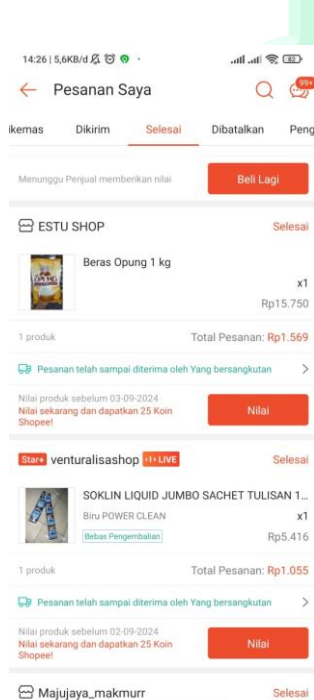 14:26 | 5,6KB/d
82
Pesanan Saya
99+
ikemas Dikirim Selesai Dibatalkan Peng
Menunggu Penjual memberikan nilai
Beli Lagi
ESTU SHOP Selesai
Beras Opung 1 kg
x1
Rp15.750
1 produk Total Pesanan: Rp1.569
Pesanan telah sampai diterima oleh Yang bersangkutan
Nilai produk sebelum 03-09-2024
Nilai sekarang dan dapatkan 25 Koin
Shopee!
Nilai
Star+ venturalisashop LIVE Selesai
SOKLIN LIQUID JUMBO SACHET TULISAN 1...
Biru POWER CLEAN x1
Bebas Pengembalian Rp5.416
1 produk Total Pesanan: Rp1.055
Pesanan telah sampai diterima oleh Yang bersangkutan
Nilai produk sebelum 02-09-2024
Nilai sekarang dan dapatkan 25 Koin
Shopee!
Nilai
Majujaya_makmurr Selesai